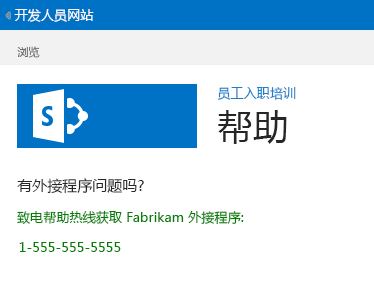 开发人员网站
浏览
S
员工入职培训
帮助
有外接程序问题吗?
致电帮助热线获取 Fabrikam 外接程序:
1-555-555-5555